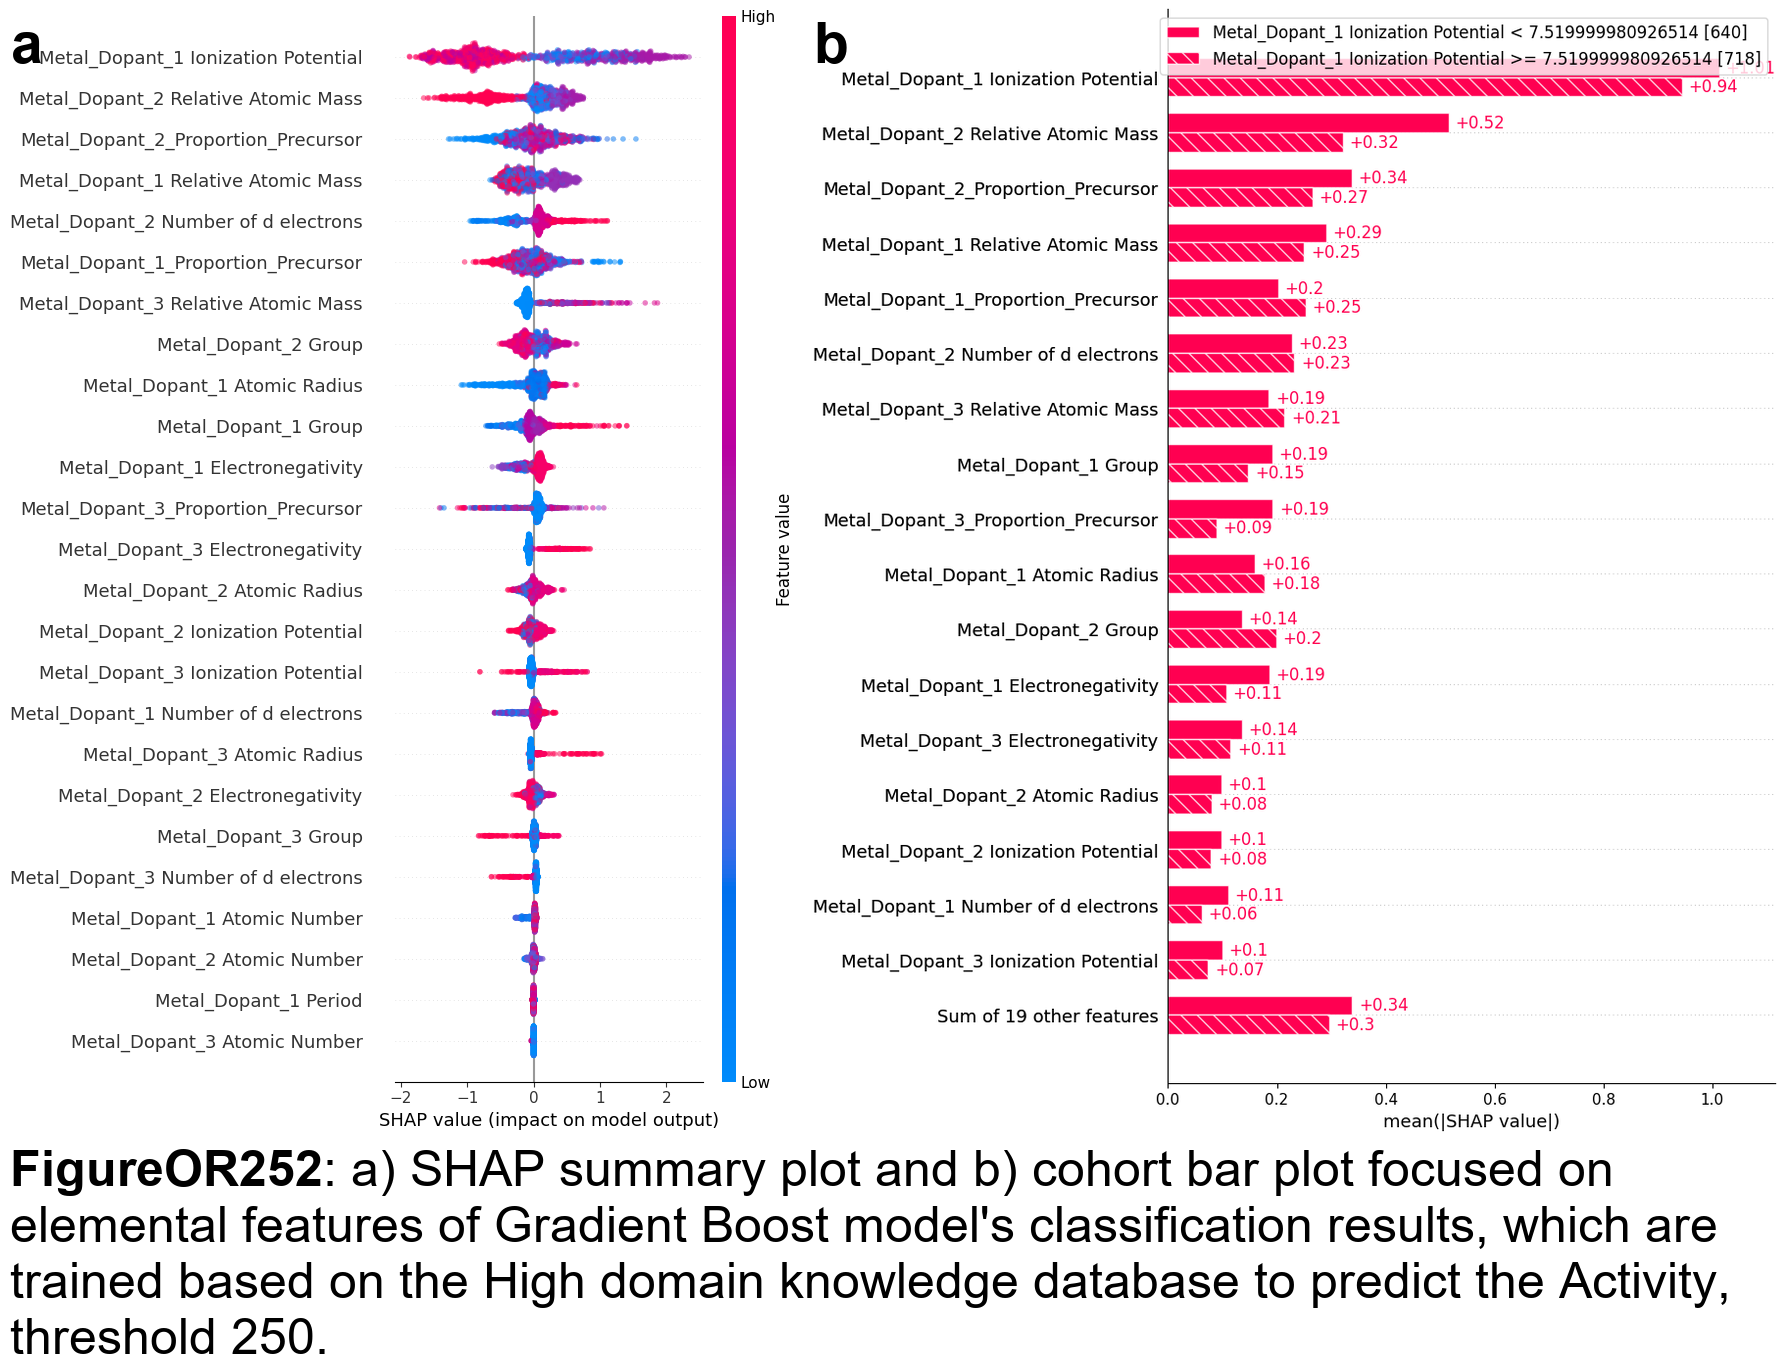 a
Metal_Dopant_1 Ionization Potential
Metal_Dopant_2 Relative Atomic Mass
Metal_Dopant_2_Proportion_Precursor
Metal_Dopant_1 Relative Atomic Mass
Metal_Dopant_2 Number of d electrons
Metal_Dopant_1_Proportion_Precursor
Metal_Dopant_3 Relative Atomic Mass
Metal_Dopant_2 Group
Metal_Dopant_1 Atomic Radius
Metal_Dopant_1 Group
Metal_Dopant_1 Electronegativity
Metal_Dopant_3_Proportion_Precursor
Metal_Dopant_3 Electronegativity
Metal_Dopant_2 Atomic Radius
Metal_Dopant_2 Ionization Potential
Metal_Dopant_3 Ionization Potential
Metal_Dopant_1 Number of d electrons
Metal_Dopant_3 Atomic Radius
Metal_Dopant_2 Electronegativity
Metal_Dopant_3 Group
Metal_Dopant_3 Number of d electrons
Metal_Dopant_1 Atomic Number
Metal_Dopant_2 Atomic Number
Metal_Dopant_1 Period
Metal_Dopant_3 Atomic Number
−2 −1 0 1 2
SHAP value (impact on model output)
High
Feature value
Low
b
Metal_Dopant_1 Ionization Potential < 7.519999980926514 [640]
Metal_Dopant_1 Ionization Potential >= 7.519999980926514 [718]
Metal_Dopant_1 Ionization Potential
+1.01
+0.94
Metal_Dopant_2 Relative Atomic Mass
+0.52
+0.32
Metal_Dopant_2_Proportion_Precursor
+0.34
+0.27
Metal_Dopant_1 Relative Atomic Mass
+0.29
+0.25
Metal_Dopant_1_Proportion_Precursor
+0.2
+0.25
Metal_Dopant_2 Number of d electrons
+0.23
+0.23
Metal_Dopant_3 Relative Atomic Mass
+0.19
+0.21
Metal_Dopant_1 Group
+0.19
+0.15
Metal_Dopant_3_Proportion_Precursor
+0.19
+0.09
Metal_Dopant_1 Atomic Radius
+0.16
+0.18
Metal_Dopant_2 Group
+0.14
+0.2
Metal_Dopant_1 Electronegativity
+0.19
+0.11
Metal_Dopant_3 Electronegativity
+0.14
+0.11
Metal_Dopant_2 Atomic Radius
+0.1
+0.08
Metal_Dopant_2 Ionization Potential
+0.1
+0.08
Metal_Dopant_1 Number of d electrons
+0.11
+0.06
Metal_Dopant_3 Ionization Potential
+0.1
+0.07
Sum of 19 other features
+0.34
+0.3
0.0 0.2 0.4 0.6 0.8 1.0
mean(|SHAP value|)
FigureOR252: a) SHAP summary plot and b) cohort bar plot focused on
elemental features of Gradient Boost model's classification results, which are
trained based on the High domain knowledge database to predict the Activity,
threshold 250.